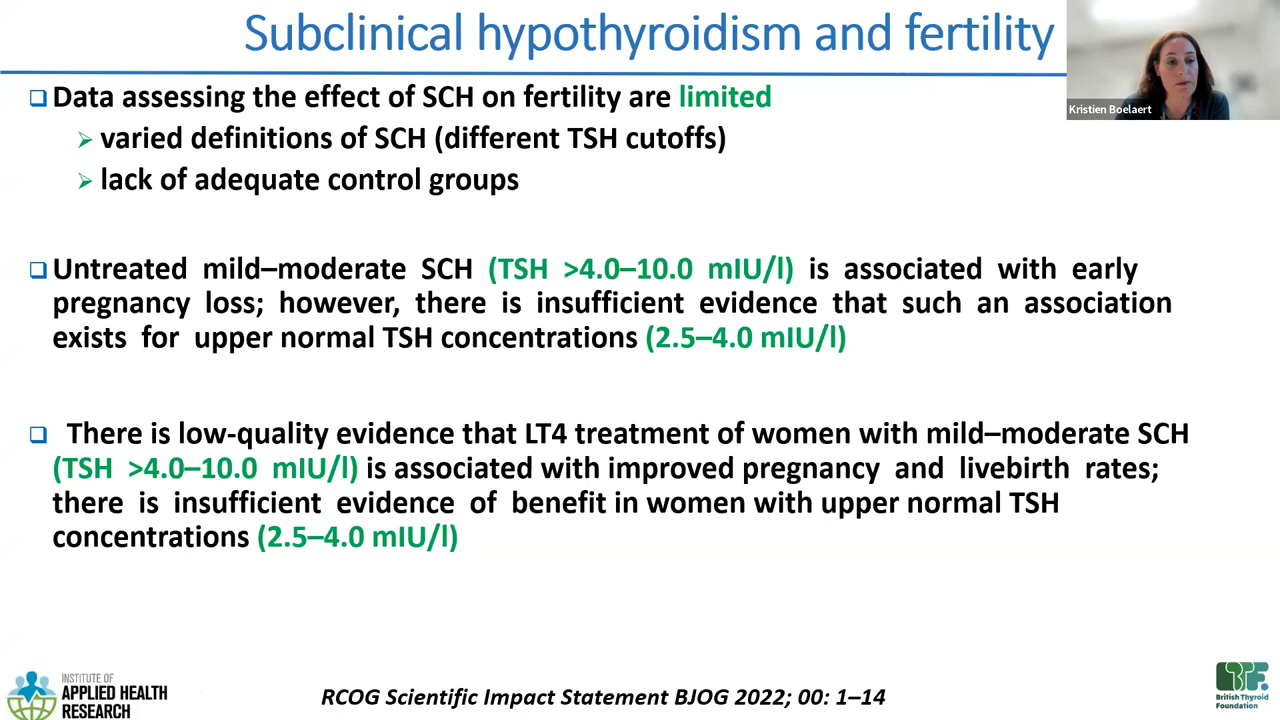 Subclinical hypothyroidism and fertility
Kristien Boelaert
Data assessing the effect of SCH on fertility are limited
varied definitions of SCH (different TSH cutoffs)
lack of adequate control groups
Untreated mild–moderate SCH (TSH >4.0–10.0 mIU/l) is associated with early
pregnancy loss; however, there is insufficient evidence that such an association
exists for upper normal TSH concentrations (2.5–4.0 mIU/l)
There is low-quality evidence that LT4 treatment of women with mild–moderate SCH
(TSH >4.0–10.0 mIU/l) is associated with improved pregnancy and livebirth rates;
there is insufficient evidence of benefit in women with upper normal TSH
concentrations (2.5–4.0 mIU/l)
INSTITUTE OF
APPLIED HEALTH
RESEARCH
RCOG Scientific Impact Statement BJOG 2022; 00: 1–14
BTF
British Thyroid
Foundation